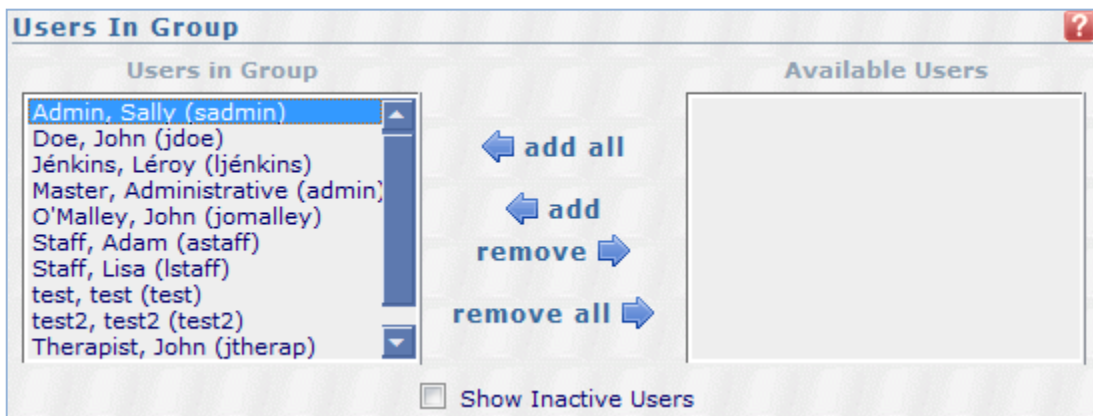 Users In Group
?
Users in Group
Available Users
Admin, Sally (sadmin)
Doe, John (jdoe)
Jénkins, Léroy (ljénkins)
Master, Administrative (admin)
O'Malley, John (jomalley)
Staff, Adam (astaff)
Staff, Lisa (lstaff)
test, test (test)
test2, test2 (test2)
Therapist, John (jtherap)
add all
add
remove
remove all
Show Inactive Users